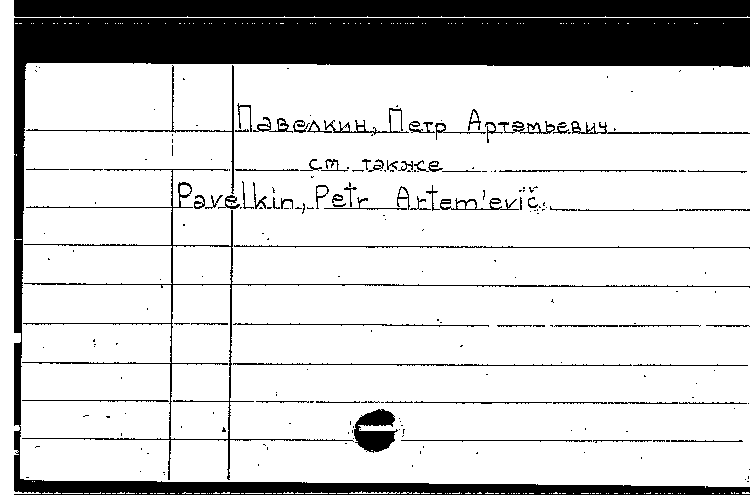 Павелкин, Петр Артемьевич.
см. также
Pavelkin, Petr Artem'evič.